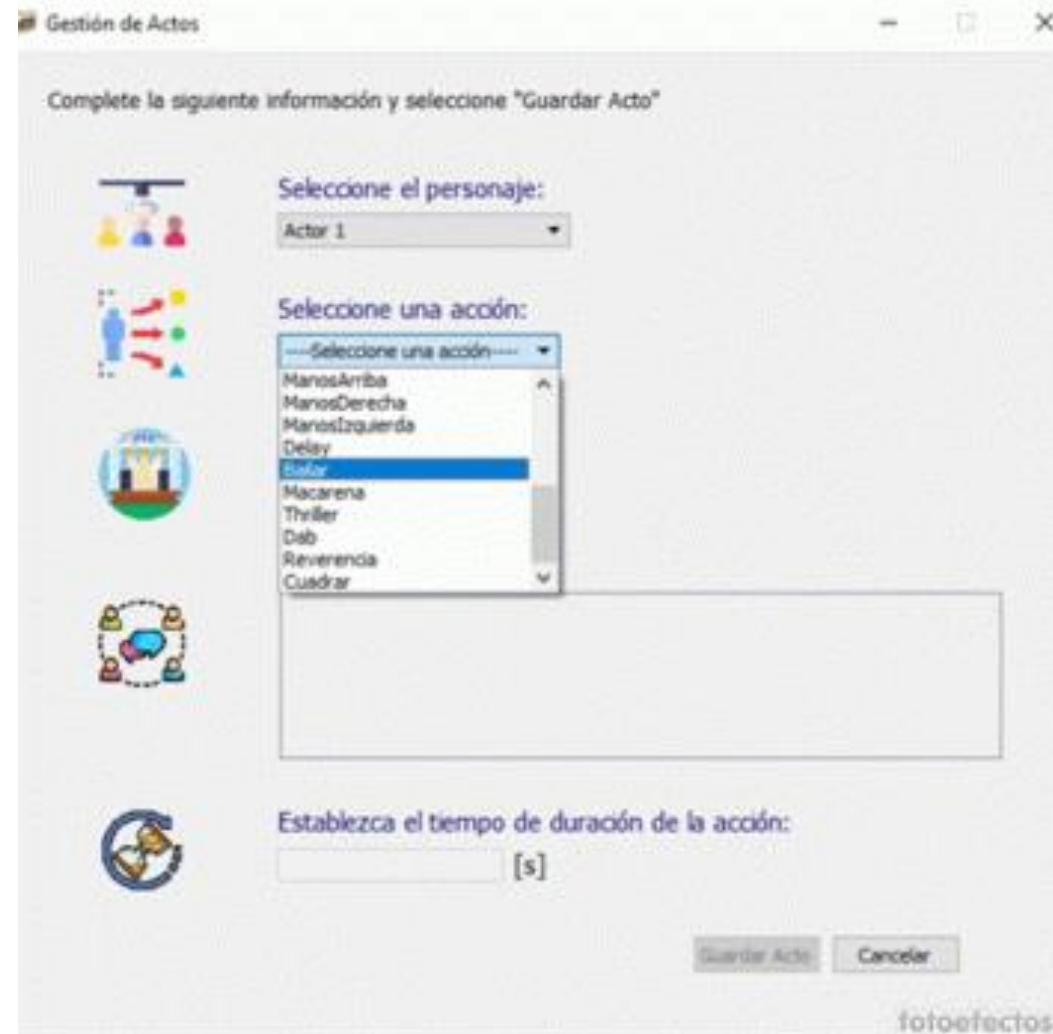 Gestión de Actos
Complete la siguiente información y seleccione "Guardar Acto"
Seleccione el personaje:
Actor 1
Seleccione una acción:
----Seleccione una acción----
ManosArriba
ManosDerecha
ManosIzquierda
Delay
Bailar
Macarena
Thriller
Dab
Reverencia
Cuadrar
Establezca el tiempo de duración de la acción:
[s]
Guardar Acto Cancelar
fotoefectos